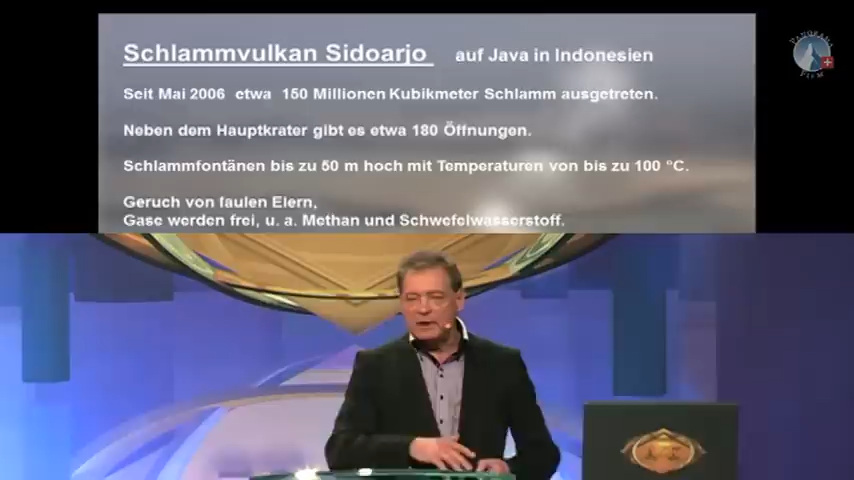 Schlammvulkan Sidoarjo auf Java in Indonesien
Seit Mai 2006 etwa 150 Millionen Kubikmeter Schlamm ausgetreten.
Neben dem Hauptkrater gibt es etwa 180 Öffnungen.
Schlammfontänen bis zu 50 m hoch mit Temperaturen von bis zu 100 °C.
Geruch von faulen Eiern,
Gase werden frei, u. a. Methan und Schwefelwasserstoff.
PANORAMA
FILM